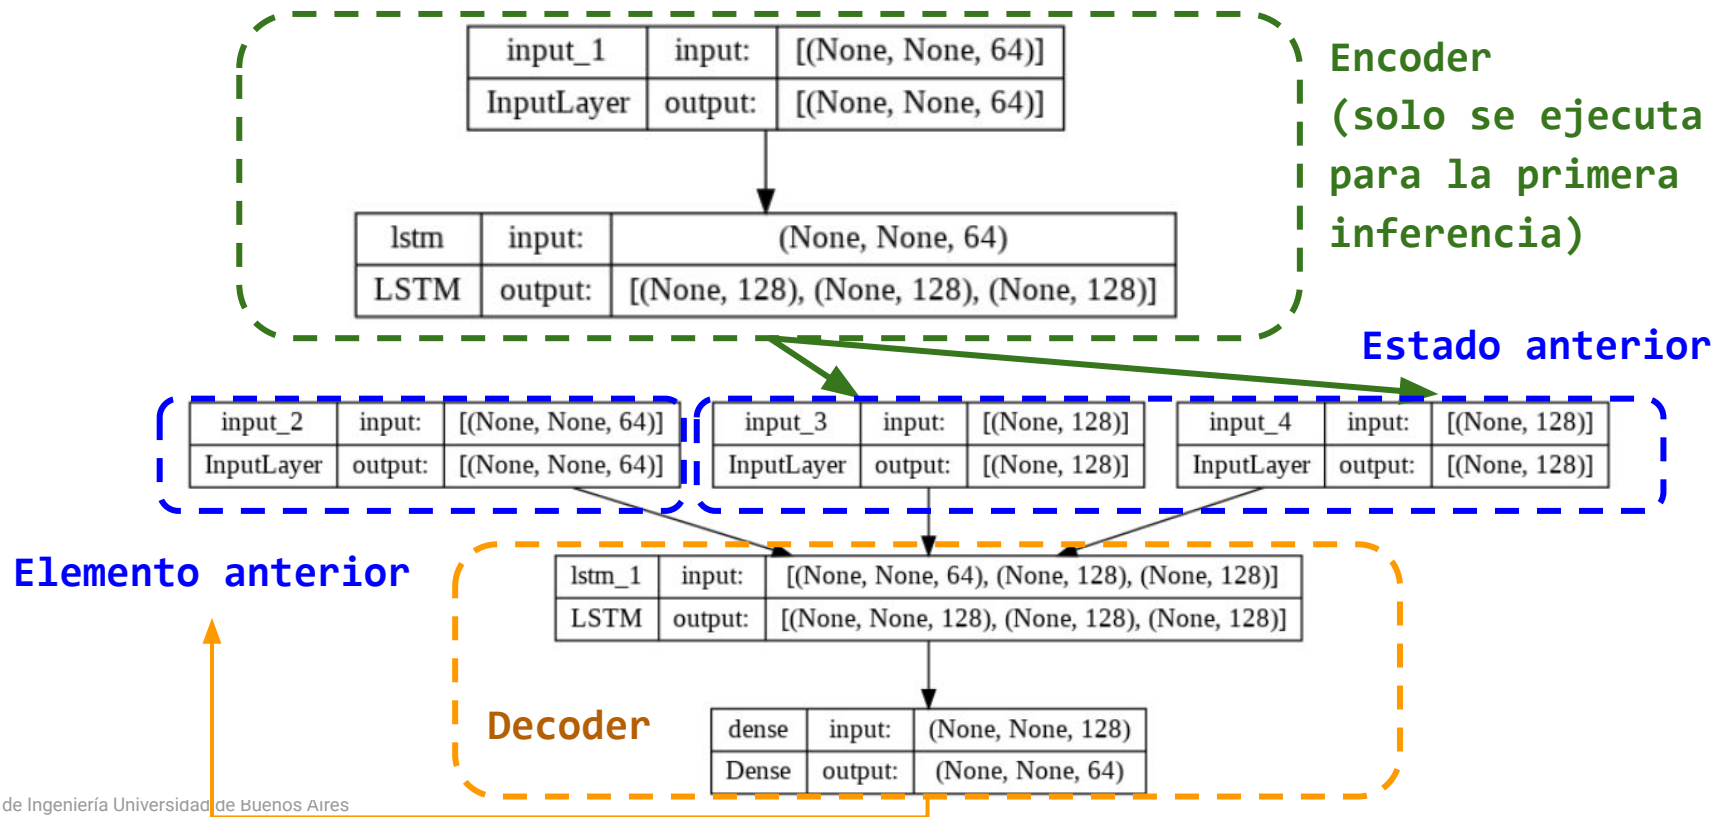 input_1 input: [(None, None, 64)]
InputLayer output: [(None, None, 64)]
Encoder
(solo se ejecuta
para la primera
inferencia)
lstm input: (None, None, 64)
LSTM output: [(None, 128), (None, 128), (None, 128)]
Estado anterior
input_2 input: [(None, None, 64)]
InputLayer output: [(None, None, 64)]
input_3 input: [(None, 128)]
InputLayer output: [(None, 128)]
input_4 input: [(None, 128)]
InputLayer output: [(None, 128)]
Elemento anterior
lstm_1 input: [(None, None, 64), (None, 128), (None, 128)]
LSTM output: [(None, None, 128), (None, 128), (None, 128)]
Decoder
dense input: (None, None, 128)
Dense output: (None, None, 64)
de Ingeniería Universidad de Buenos Aires